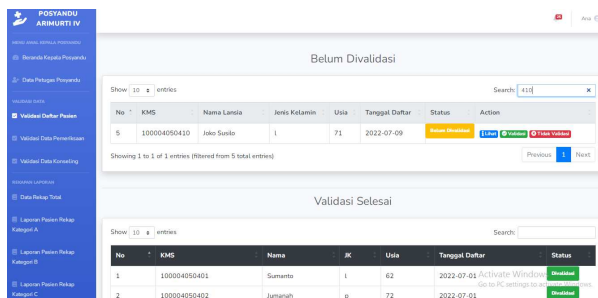 POSYANDU
ARIMURTI IV
MENU AWAL KEPALA POSYANDU
Beranda Kepala Posyandu
Data Petugas Posyandu
VALIDASI DATA
Validasi Daftar Pasien
Validasi Data Pemeriksaan
Validasi Data Konseling
REKAPAN LAPORAN
Data Rekap Total
Laporan Pasien Rekap
Kategori A
Laporan Pasien Rekap
Kategori B
Laporan Pasien Rekap
Kategori C
Ana
Belum Divalidasi
Show 10 entries Search: 410 x
No KMS Nama Lansia Jenis Kelamin Usia Tanggal Daftar Status Action
5 100004050410 Joko Susilo l 71 2022-07-09 Belum Divalidasi Lihat Validasi Tidak Validasi
Showing 1 to 1 of 1 entries (filtered from 5 total entries) Previous 1 Next
Validasi Selesai
Show 10 entries Search:
No KMS Nama JK Usia Tanggal Daftar Status
1 100004050401 Sumanto l 62 2022-07-01 Divalidasi
2 100004050402 Jumanah p 72 2022-07-01 Divalidasi
Activate Windows
Go to PC settings to activate Windows.